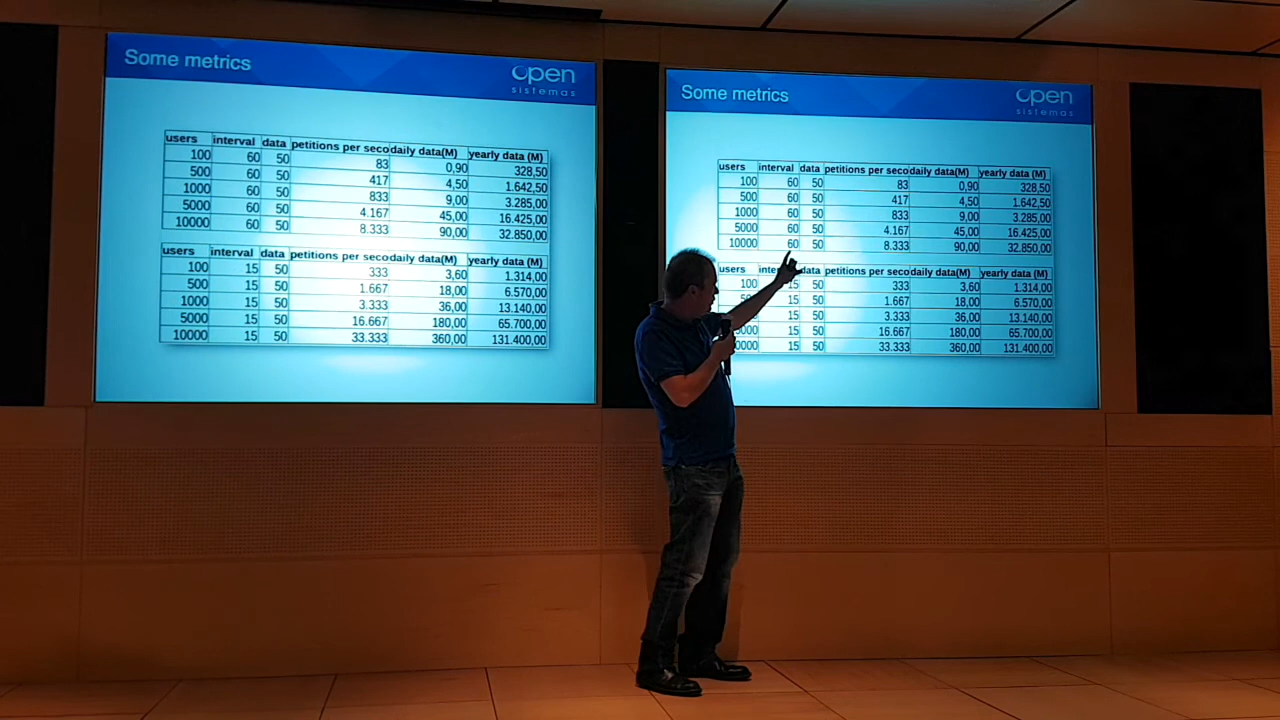 Some metrics
open
sistemas
users interval data petitions per seco daily data(M) yearly data (M)
100 60 50 83 0,90 328,50
500 60 50 417 4,50 1.642,50
1000 60 50 833 9,00 3.285,00
5000 60 50 4.167 45,00 16.425,00
10000 60 50 8.333 90,00 32.850,00
users interval data petitions per seco daily data(M) yearly data (M)
100 15 50 333 3,60 1.314,00
500 15 50 1.667 18,00 6.570,00
1000 15 50 3.333 36,00 13.140,00
5000 15 50 16.667 180,00 65.700,00
10000 15 50 33.333 360,00 131.400,00
Some metrics
open
sistemas
users interval data petitions per seco daily data(M) yearly data (M)
100 60 50 83 0,90 328,50
500 60 50 417 4,50 1.642,50
1000 60 50 833 9,00 3.285,00
5000 60 50 4.167 45,00 16.425,00
10000 60 50 8.333 90,00 32.850,00
users data petitions per seco daily data(M) yearly data (M)
100 15 50 333 3,60 1.314,00
15 50 1.667 18,00 6.570,00
15 50 3.333 36,00 13.140,00
15 50 16.667 180,00 65.700,00
15 50 33.333 360,00 131.400,00